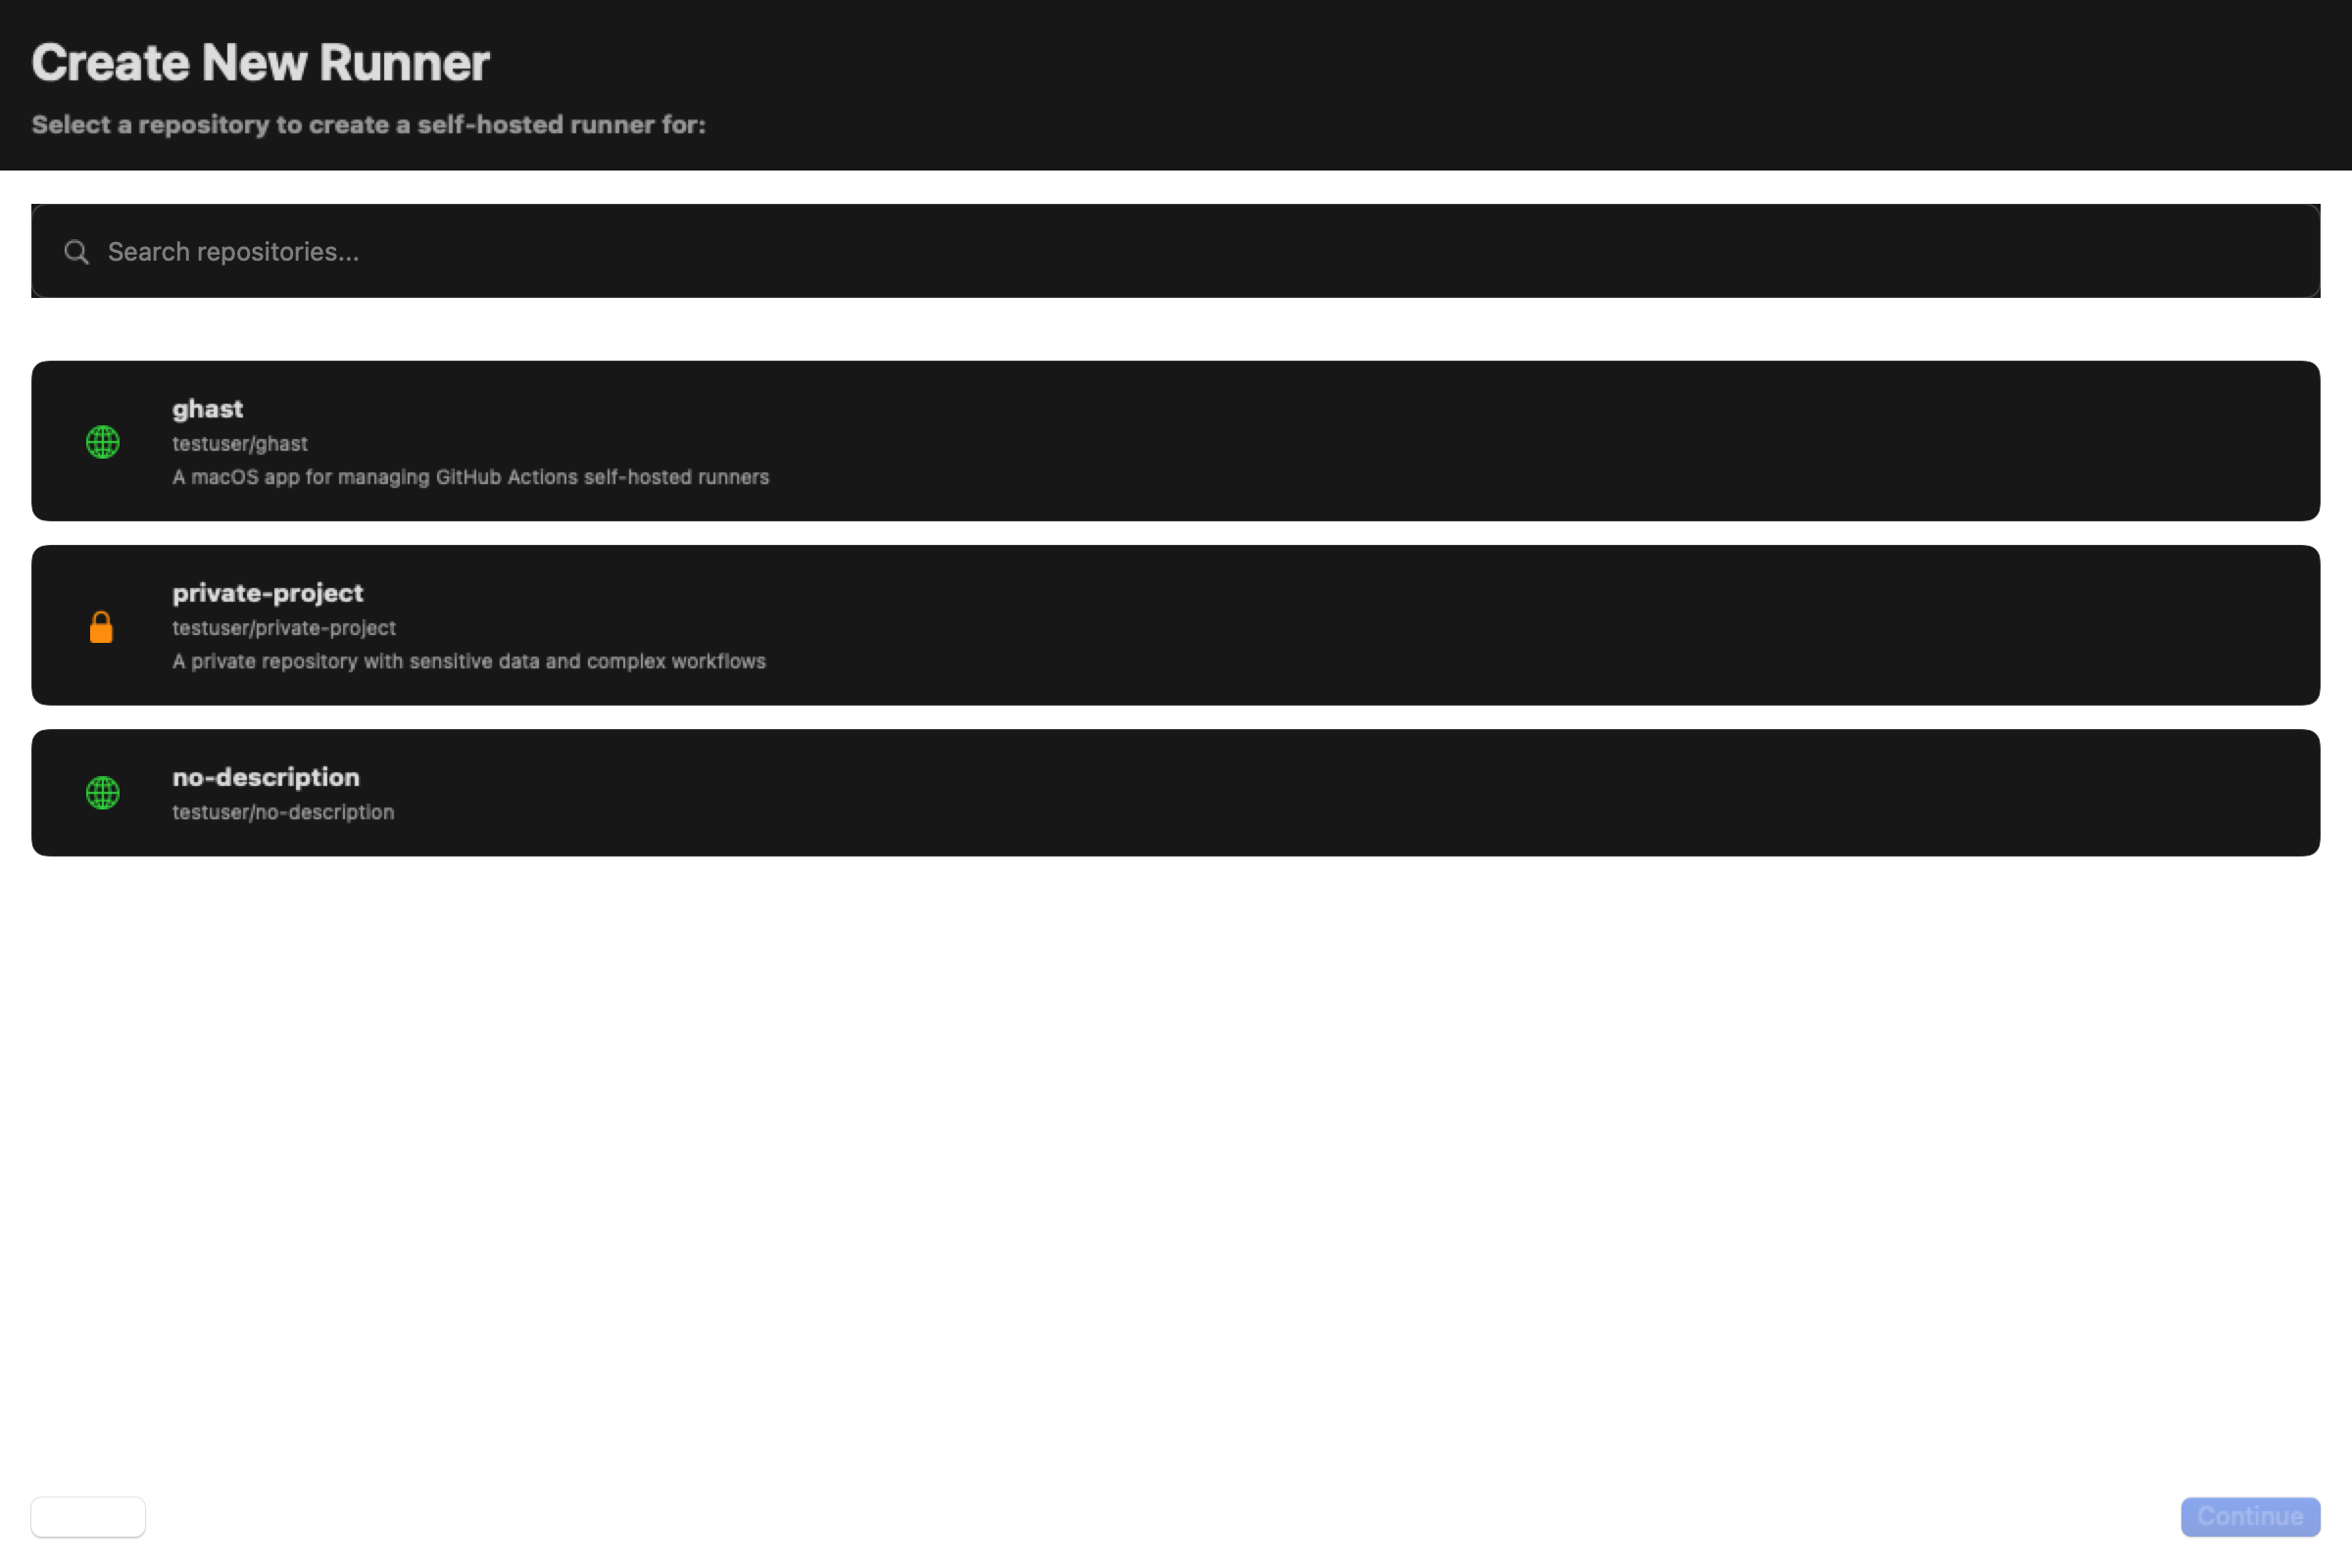 Create New Runner
Select a repository to create a self-hosted runner for:
Search repositories...
ghast
testuser/ghast
A macOS app for managing GitHub Actions self-hosted runners
private-project
testuser/private-project
A private repository with sensitive data and complex workflows
no-description
testuser/no-description
Continue